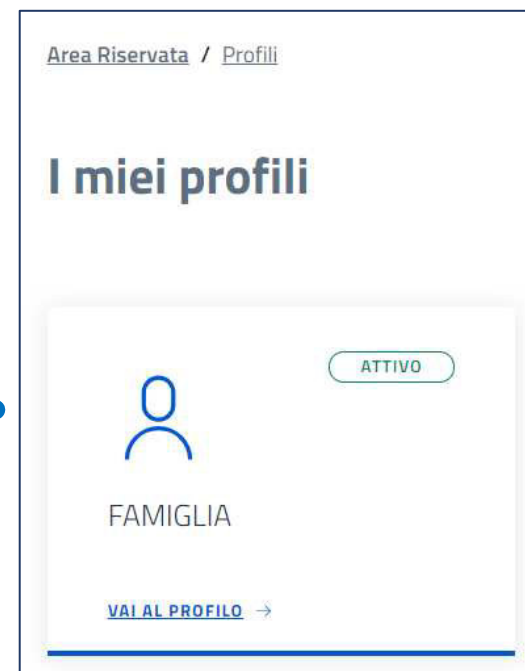 Area Riservata / Profili
I miei profili
ATTIVO
FAMIGLIA
VAI AL PROFILO →